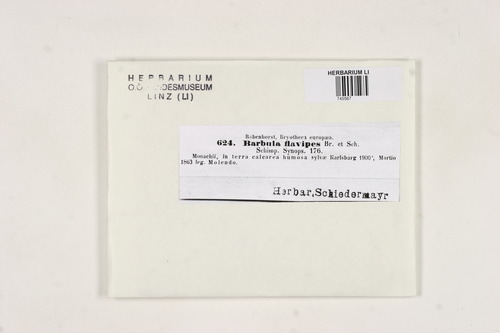 HERBARIUM
O.Ö. LANDESMUSEUM
LINZ (LI)
HERBARIUM LI
Rabenhorst, Bryotheca europaea.
624. Barbula flavipes Br. et Sch.
Schimp. Synops. 176.
Monachii, in terra calcarea humosa sylvæ Karlsberg 1900', Martio
1863 leg. Molendo.
Herbar. Schiedermayr